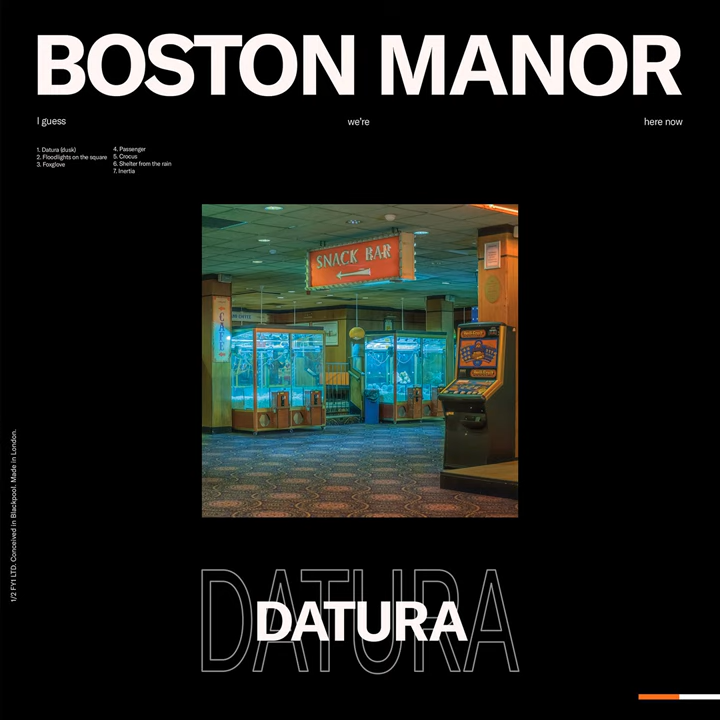 BOSTON MANOR
I guess we're here now
1. Datura (dusk)
2. Floodlights on the square
3. Foxglove
4. Passenger
5. Crocus
6. Shelter from the rain
7. Inertia
SNACK BAR
CAFE
1/2 FY1 LTD. Conceived in Blackpool. Made in London.
DATURA
DATURA